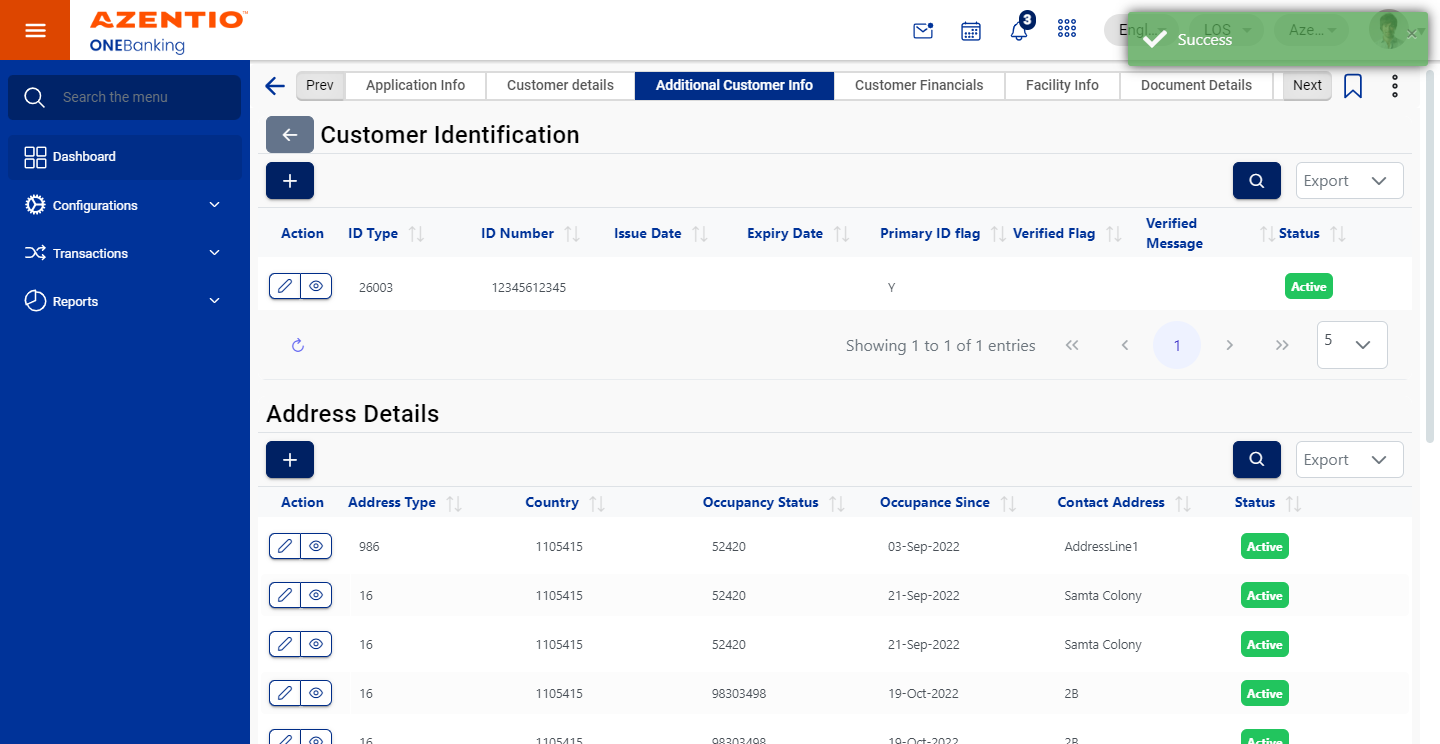 AZENTIO™
ONEBanking
3
Engl...
LOS
Aze...
Success
Search the menu
Dashboard
Configurations
Transactions
Reports
Prev
Application Info
Customer details
Additional Customer Info
Customer Financials
Facility Info
Document Details
Next
Customer Identification
Export
Action ID Type ID Number Issue Date Expiry Date Primary ID flag Verified Flag Verified Message Status
26003 12345612345 Y Active
Showing 1 to 1 of 1 entries
1
5
Address Details
Export
Action Address Type Country Occupancy Status Occupance Since Contact Address Status
986 1105415 52420 03-Sep-2022 AddressLine1 Active
16 1105415 52420 21-Sep-2022 Samta Colony Active
16 1105415 52420 21-Sep-2022 Samta Colony Active
16 1105415 98303498 19-Oct-2022 2B Active
16 1105415 98303498 19-Oct-2022 2B Active